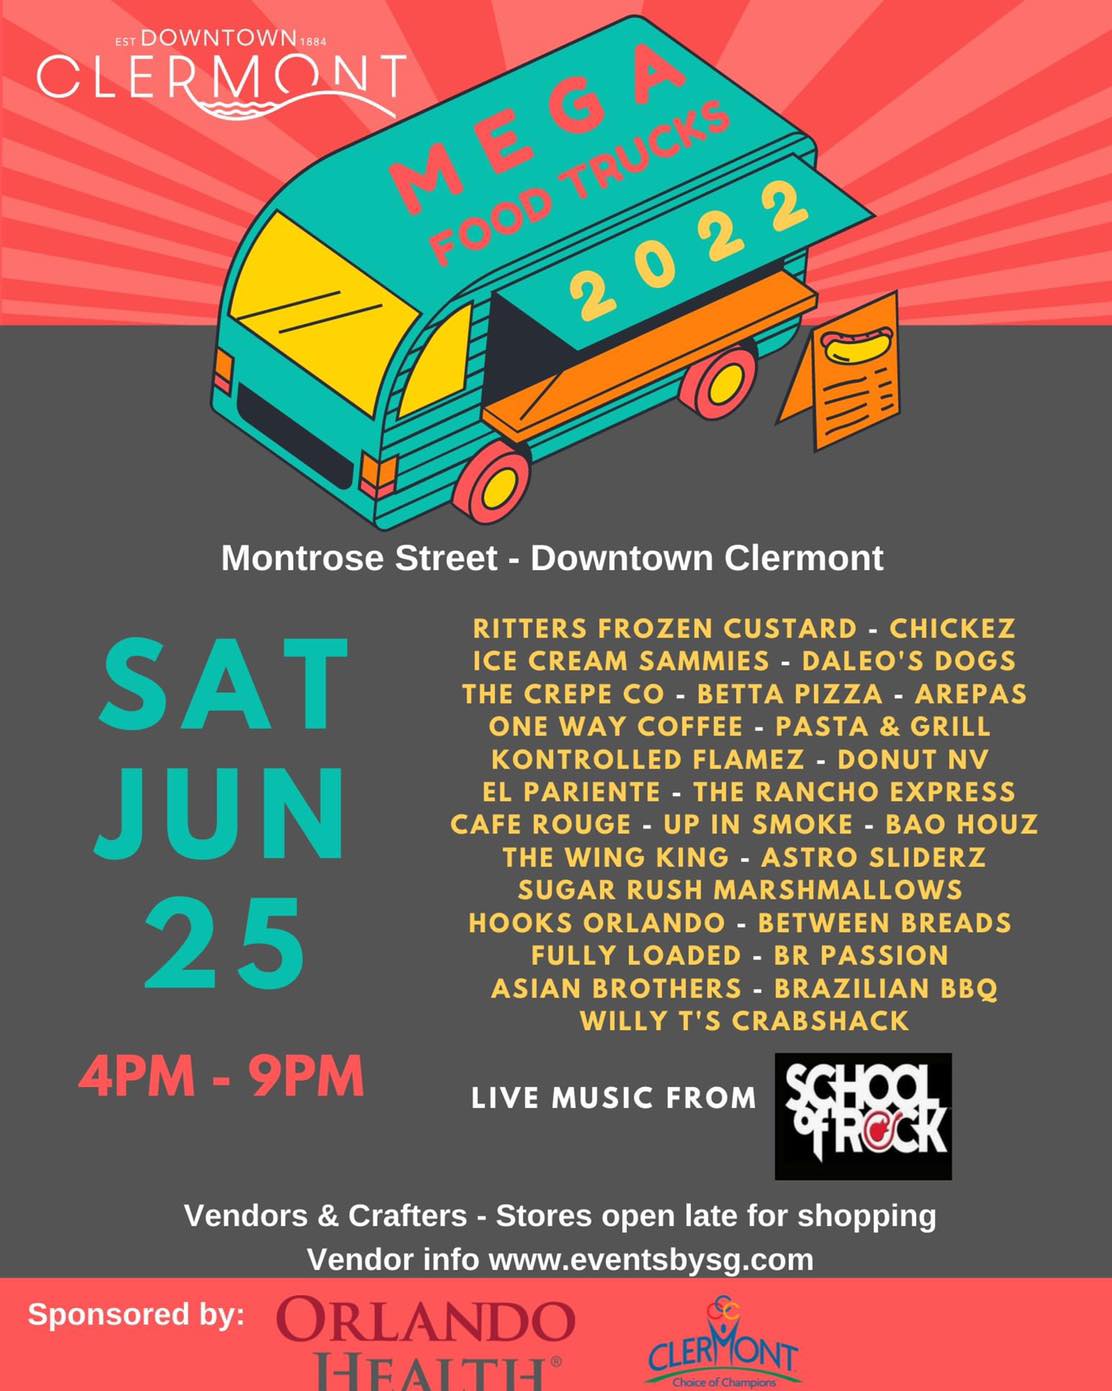 EST DOWNTOWN 1884
CLERMONT
MEGA
FOOD TRUCKS
2022
Montrose Street - Downtown Clermont
SAT
JUN
25
4PM - 9PM
RITTERS FROZEN CUSTARD - CHICKEZ
ICE CREAM SAMMIES - DALEO'S DOGS
THE CREPE CO - BETTA PIZZA - AREPAS
ONE WAY COFFEE - PASTA & GRILL
KONTROLLED FLAMEZ - DONUT NV
EL PARIENTE - THE RANCHO EXPRESS
CAFE ROUGE - UP IN SMOKE - BAO HOUZ
THE WING KING - ASTRO SLIDERZ
SUGAR RUSH MARSHMALLOWS
HOOKS ORLANDO - BETWEEN BREADS
FULLY LOADED - BR PASSION
ASIAN BROTHERS - BRAZILIAN BBQ
WILLY T'S CRABSHACK
LIVE MUSIC FROM
SCHOOL
of ROCK
Vendors & Crafters - Stores open late for shopping
Vendor info www.eventsbysg.com
Sponsored by:
ORLANDO
HEALTH®
CLERMONT
Choice of Champions